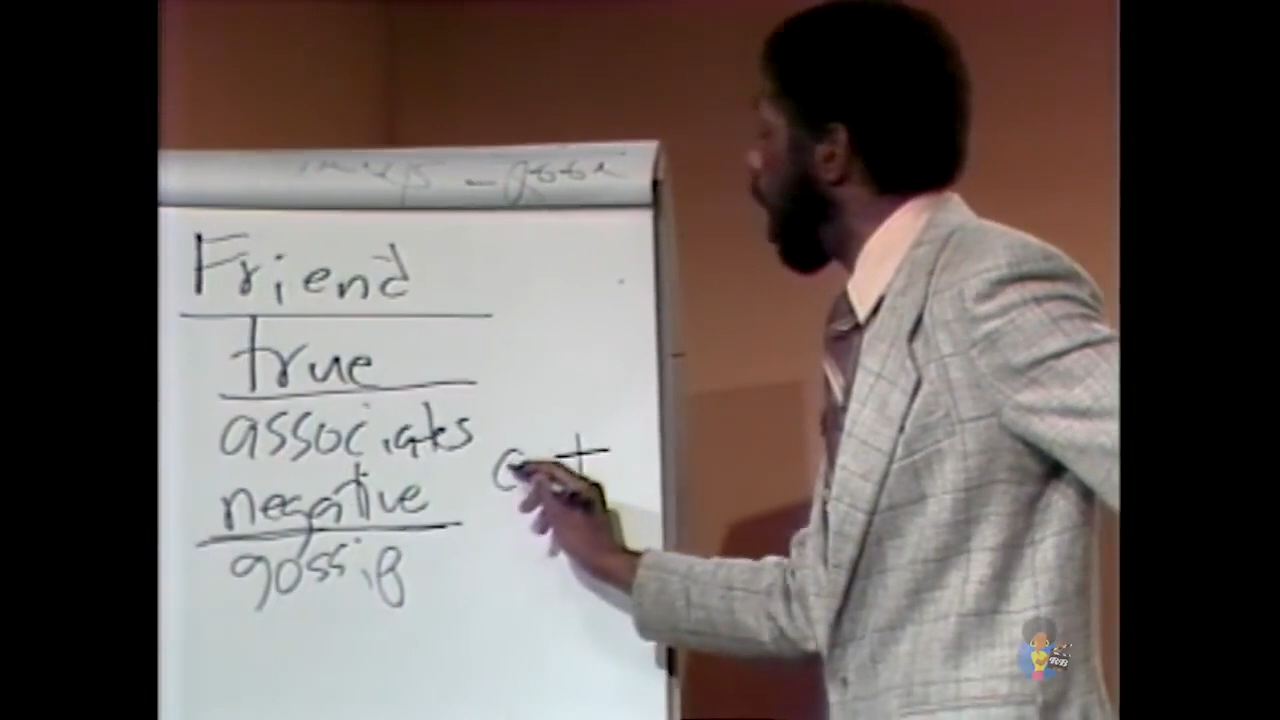 Friend
true
associates
negative
gossip